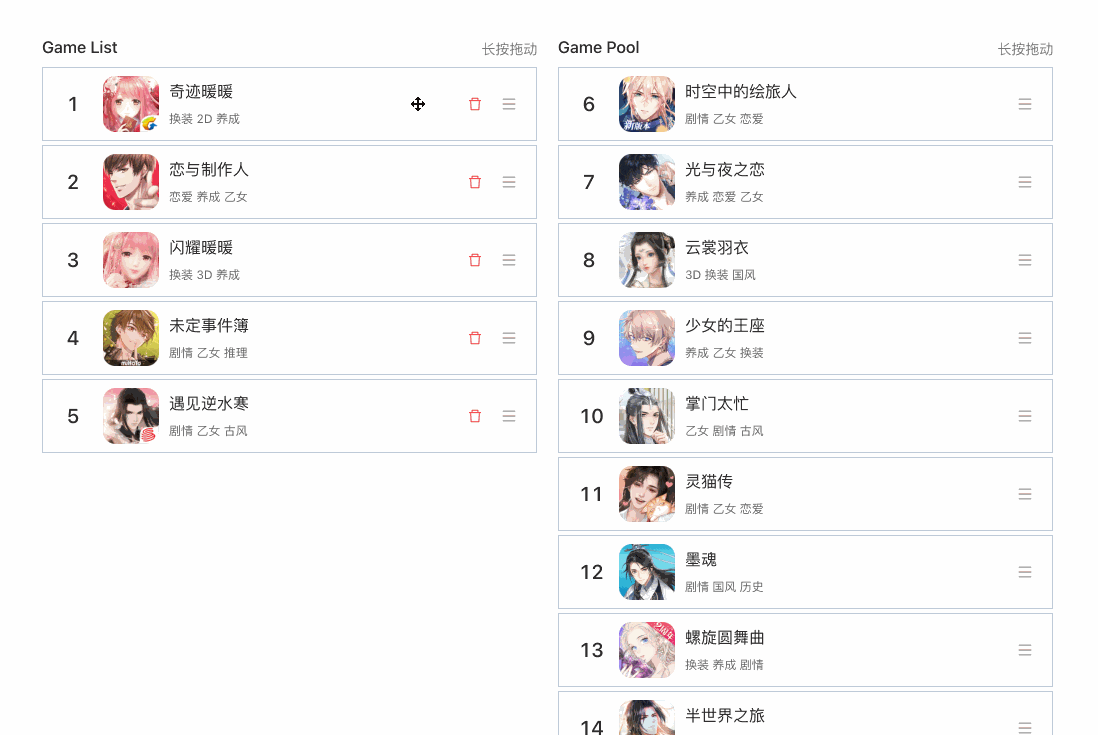 Game List
长按拖动
1
奇迹暖暖
换装 2D 养成
2
恋与制作人
恋爱 养成 乙女
3
闪耀暖暖
换装 3D 养成
4
未定事件簿
剧情 乙女 推理
miHoYo
5
遇见逆水寒
剧情 乙女 古风
Game Pool
长按拖动
6
时空中的绘旅人
剧情 乙女 恋爱
新版本
7
光与夜之恋
养成 恋爱 乙女
8
云裳羽衣
3D 换装 国风
9
少女的王座
养成 乙女 换装
10
掌门太忙
乙女 剧情 古风
11
灵猫传
剧情 乙女 恋爱
12
墨魂
剧情 国风 历史
13
螺旋圆舞曲
换装 养成 剧情
14
半世界之旅